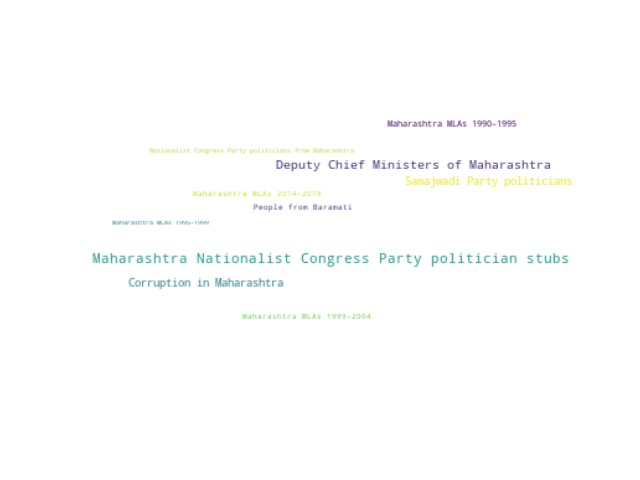 Maharashtra MLAs 1990–1995
Nationalist Congress Party politicians from Maharashtra
Deputy Chief Ministers of Maharashtra
Samajwadi Party politicians
Maharashtra MLAs 2014–2019
People from Baramati
Maharashtra MLAs 1995–1999
Maharashtra Nationalist Congress Party politician stubs
Corruption in Maharashtra
Maharashtra MLAs 1999–2004